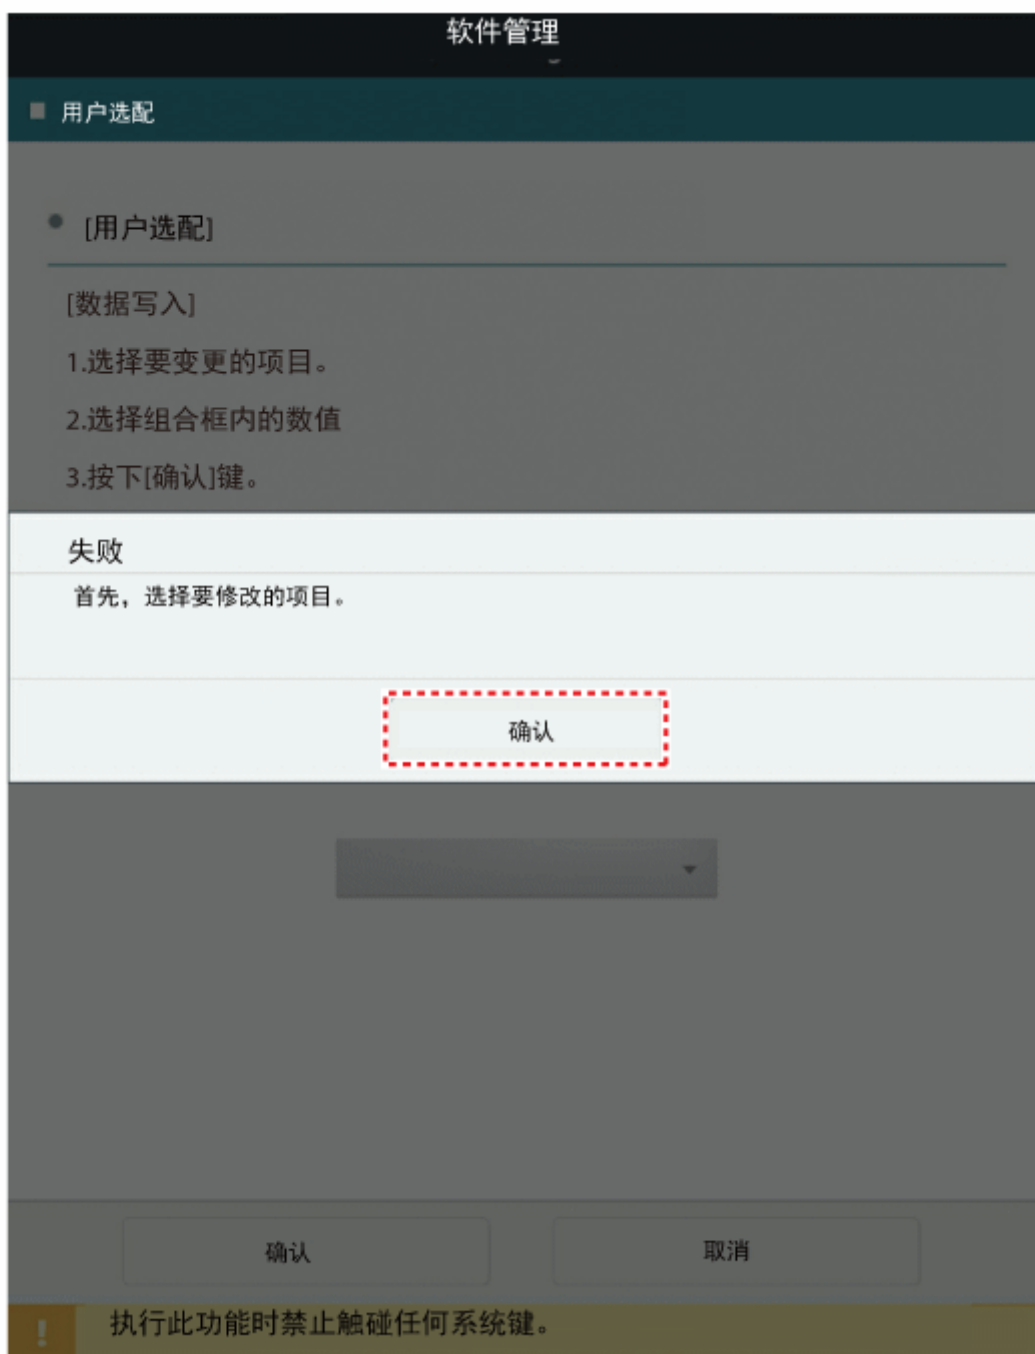 软件管理
用户选配
[用户选配]
[数据写入]
1.选择要变更的项目。
2.选择组合框内的数值
3.按下[确认]键。
失败
首先，选择要修改的项目。
确认
确认
取消
! 执行此功能时禁止触碰任何系统键。